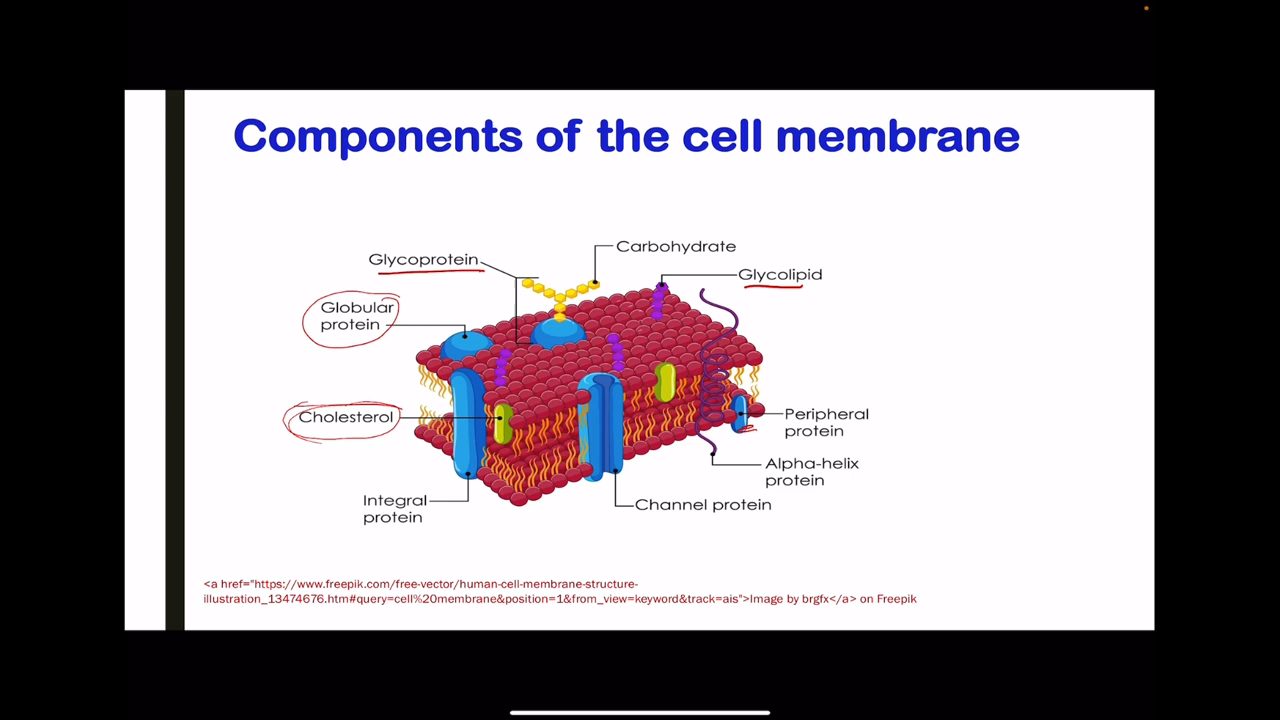 Components of the cell membrane
Carbohydrate
Glycoprotein
Glycolipid
Globular
protein
Cholesterol
Peripheral
protein
Alpha-helix
protein
Integral
protein
Channel protein
<a href="https://www.freepik.com/free-vector/human-cell-membrane-structure-
illustration_13474676.htm#query=cell%20membrane&position=1&from_view=keyword&track=ais">Image by brgfx</a> on Freepik